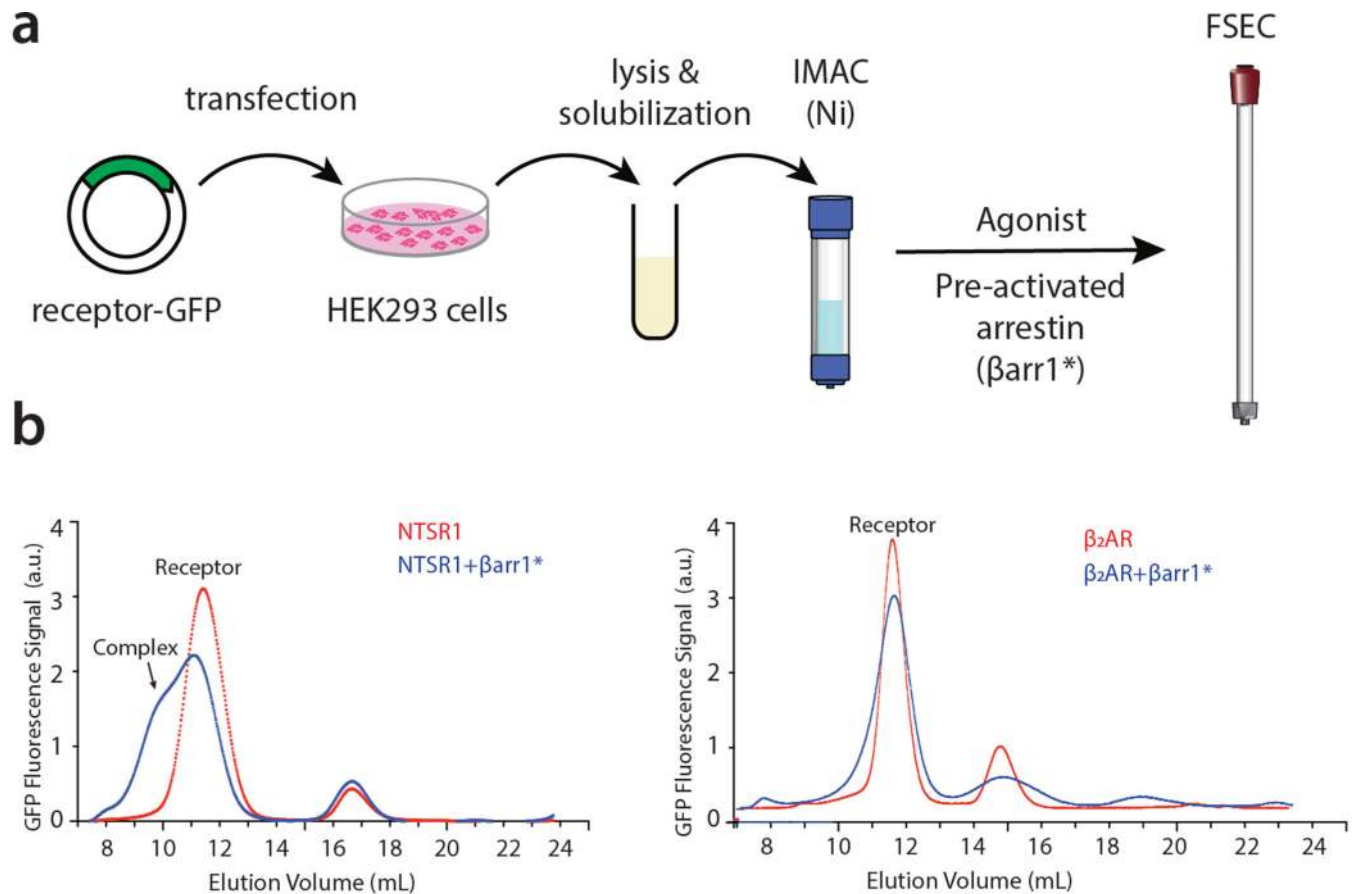 a
FSEC
transfection
lysis &
solubilization
IMAC
(Ni)
receptor-GFP
HEK293 cells
Agonist
Pre-activated
arrestin
(βarr1*)
b
GFP Fluorescence Signal (a.u.)
4
3
2
1
0
NTSR1
NTSR1+βarr1*
Receptor
Complex
8 10 12 14 16 18 20 22 24
Elution Volume (mL)
GFP Fluorescence Signal (a.u.)
4
3
2
1
0
Receptor
β₂AR
β₂AR+βarr1*
8 10 12 14 16 18 20 22 24
Elution Volume (mL)